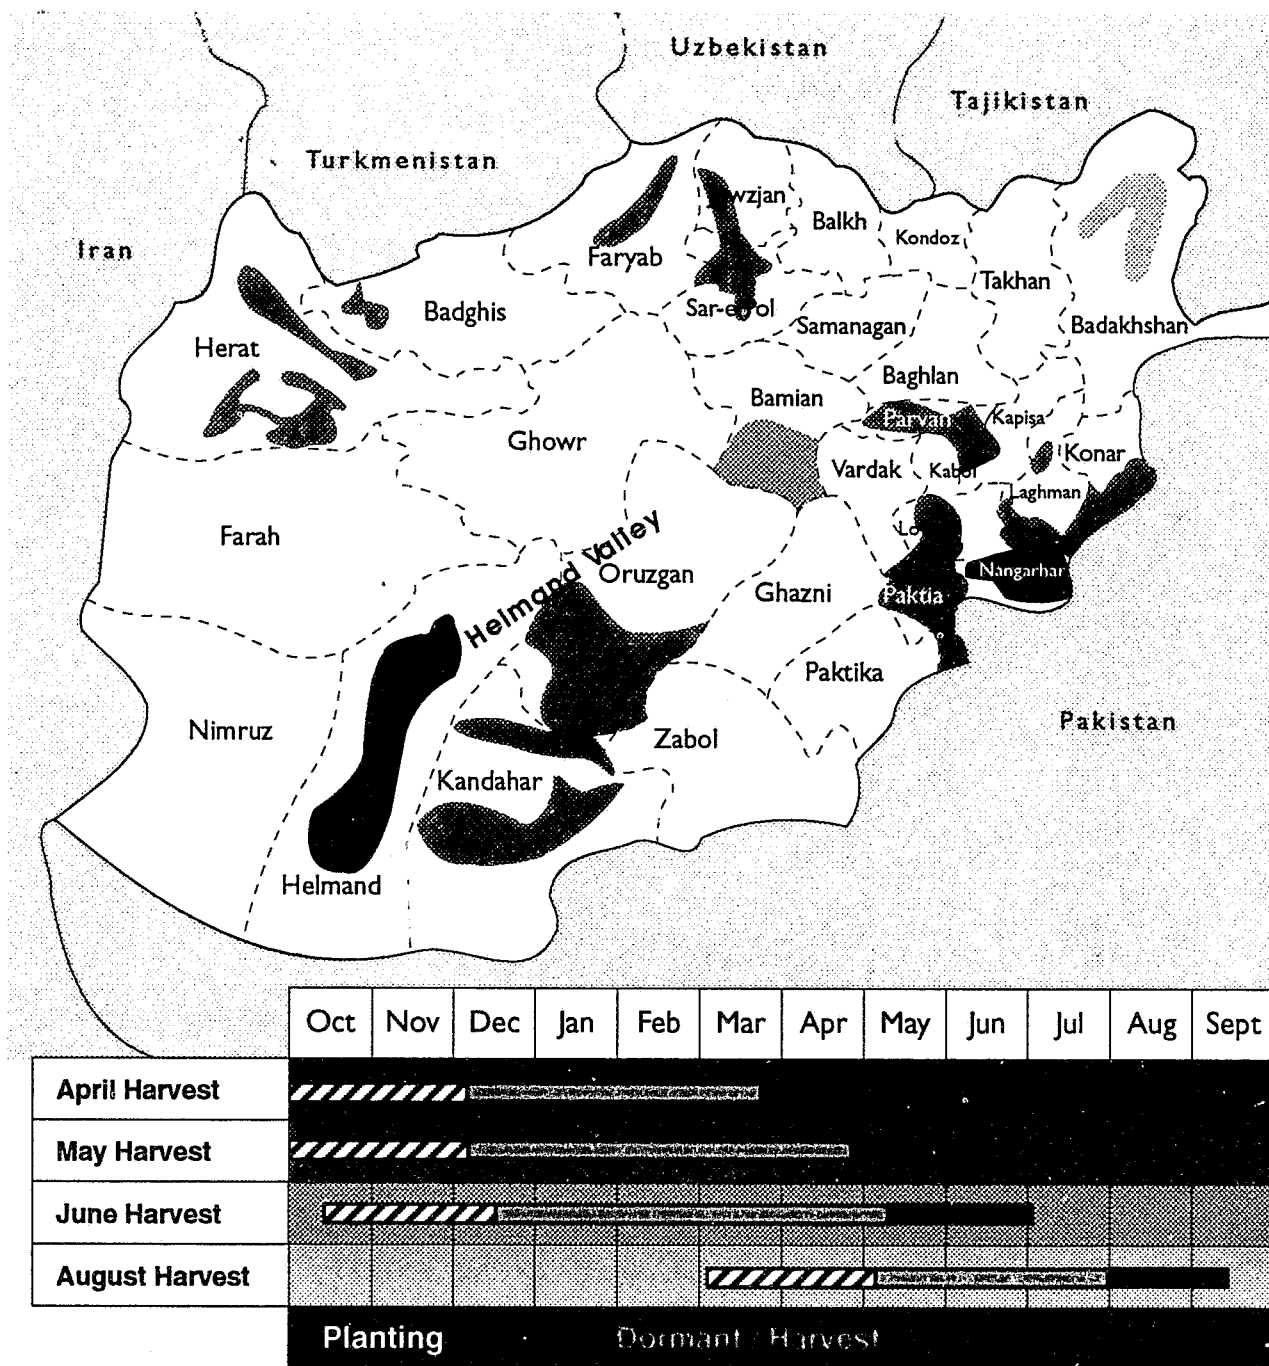 Uzbekistan
Tajikistan
Turkmenistan
Iran
Balkh
Kondoz
Faryab
Takhan
Badghis
Samanagan
Badakhshan
Herat
Baghlan
Bamian
Parvan
Kapisa
Ghowr
Vardak
Kabol
Konar
Laghman
Farah
Helmand Valley
Oruzgan
Ghazni
Nangarhar
Paktia
Paktika
Nimruz
Zabol
Pakistan
Kandahar
Helmand
Oct Nov Dec Jan Feb Mar Apr May Jun Jul Aug Sept
April Harvest
May Harvest
June Harvest
August Harvest
Planting Dormant Harvest